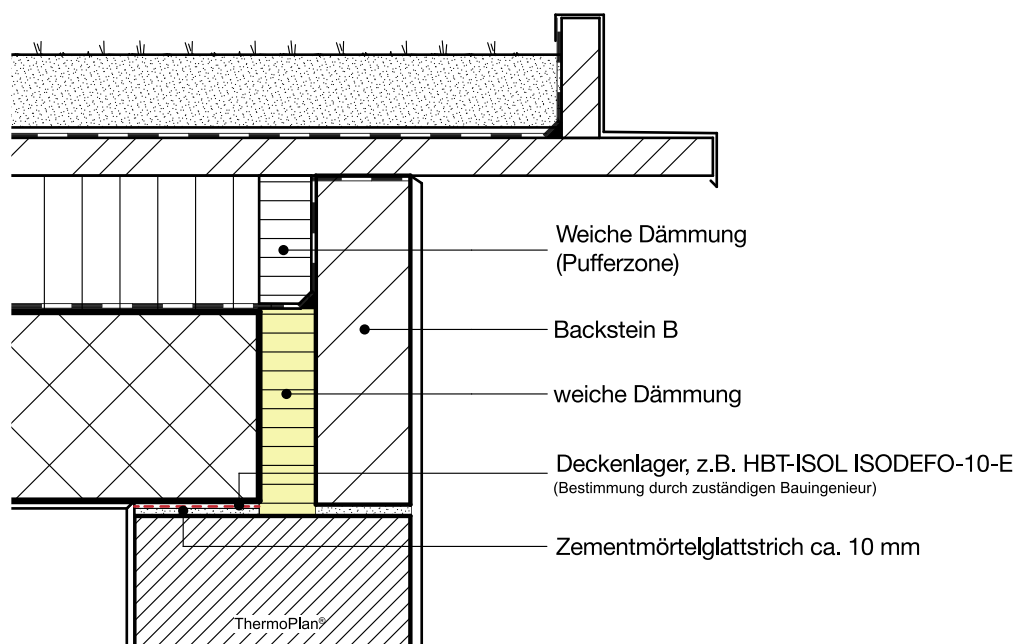 Weiche Dämmung
(Pufferzone)
Backstein B
weiche Dämmung
Deckenlager, z.B. HBT-ISOL ISODEFO-10-E
(Bestimmung durch zuständigen Bauingenieur)
Zementmörtelglattstrich ca. 10 mm
ThermoPlan®